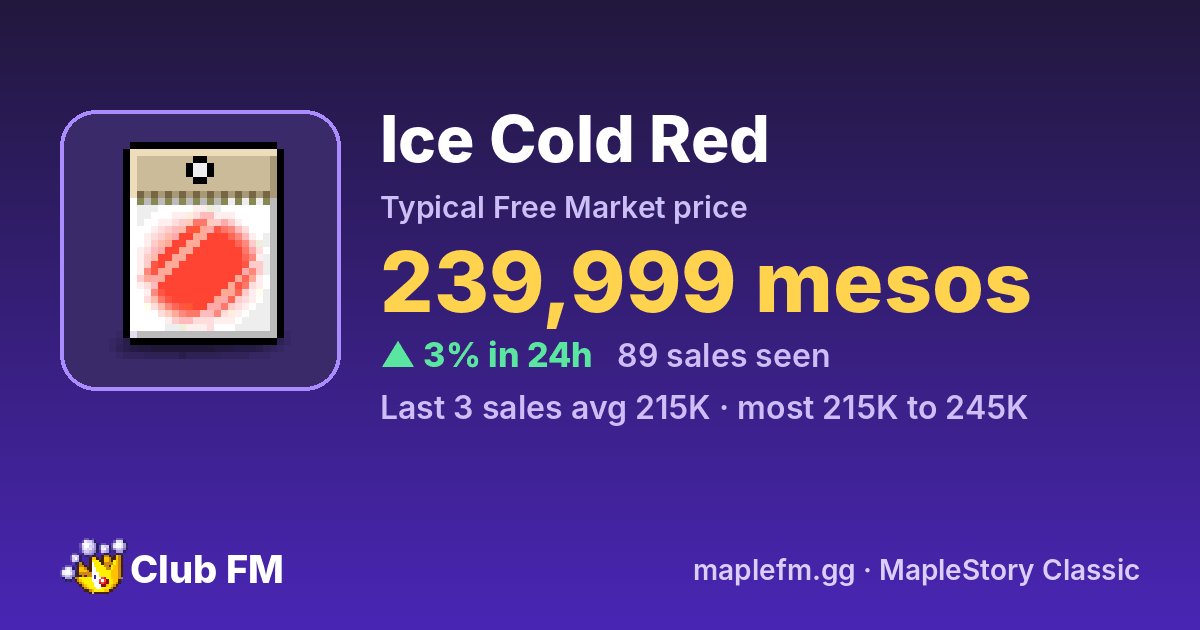 Ice Cold Red
Typical Free Market price
239,999 mesos
▲ 3% in 24h 89 sales seen
Last 3 sales avg 215K · most 215K to 245K
Club FM
maplefm.gg · MapleStory Classic